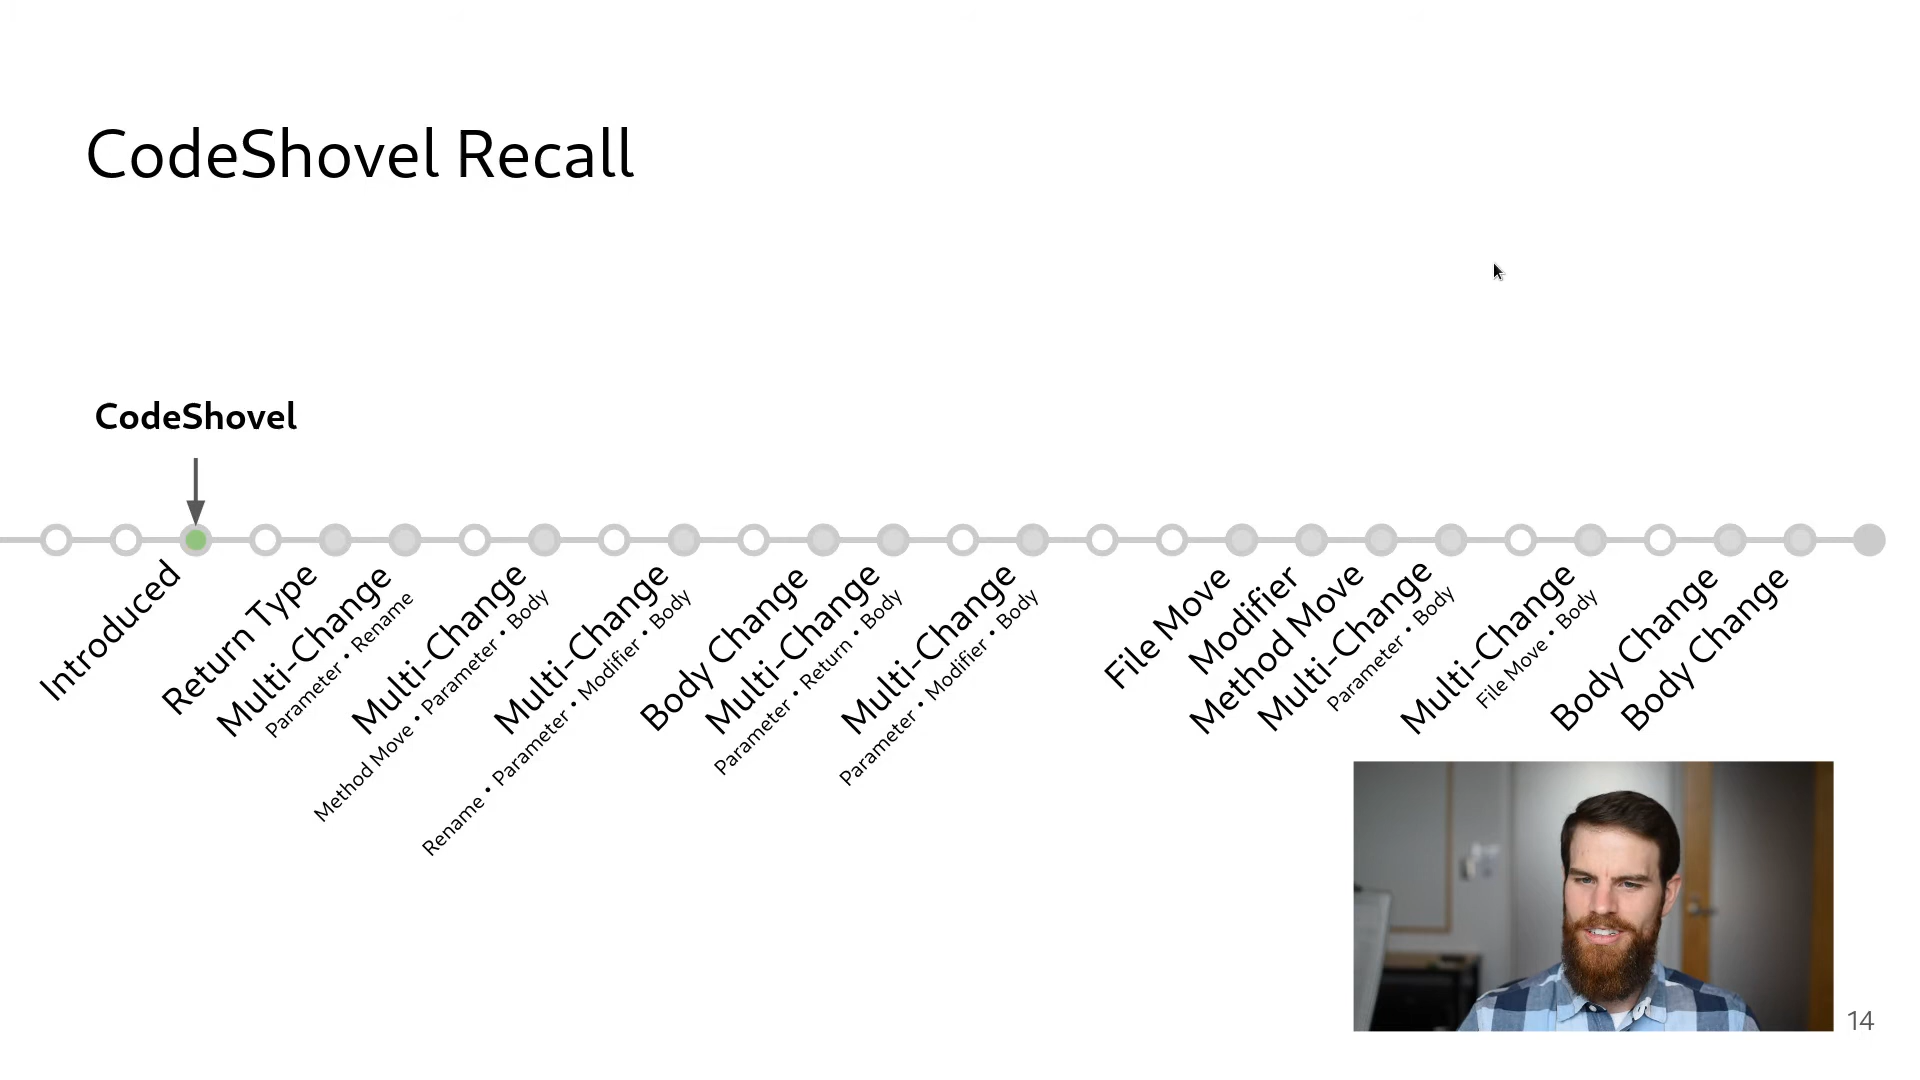 CodeShovel Recall
CodeShovel
Introduced
Return Type
Multi-Change
Parameter • Rename
Multi-Change
Method Move • Parameter • Body
Multi-Change
Rename • Parameter • Modifier • Body
Body Change
Multi-Change
Parameter • Return • Body
Multi-Change
Parameter • Modifier • Body
File Move
Modifier
Method Move
Multi-Change
Parameter • Body
Multi-Change
File Move • Body
Body Change
Body Change
14